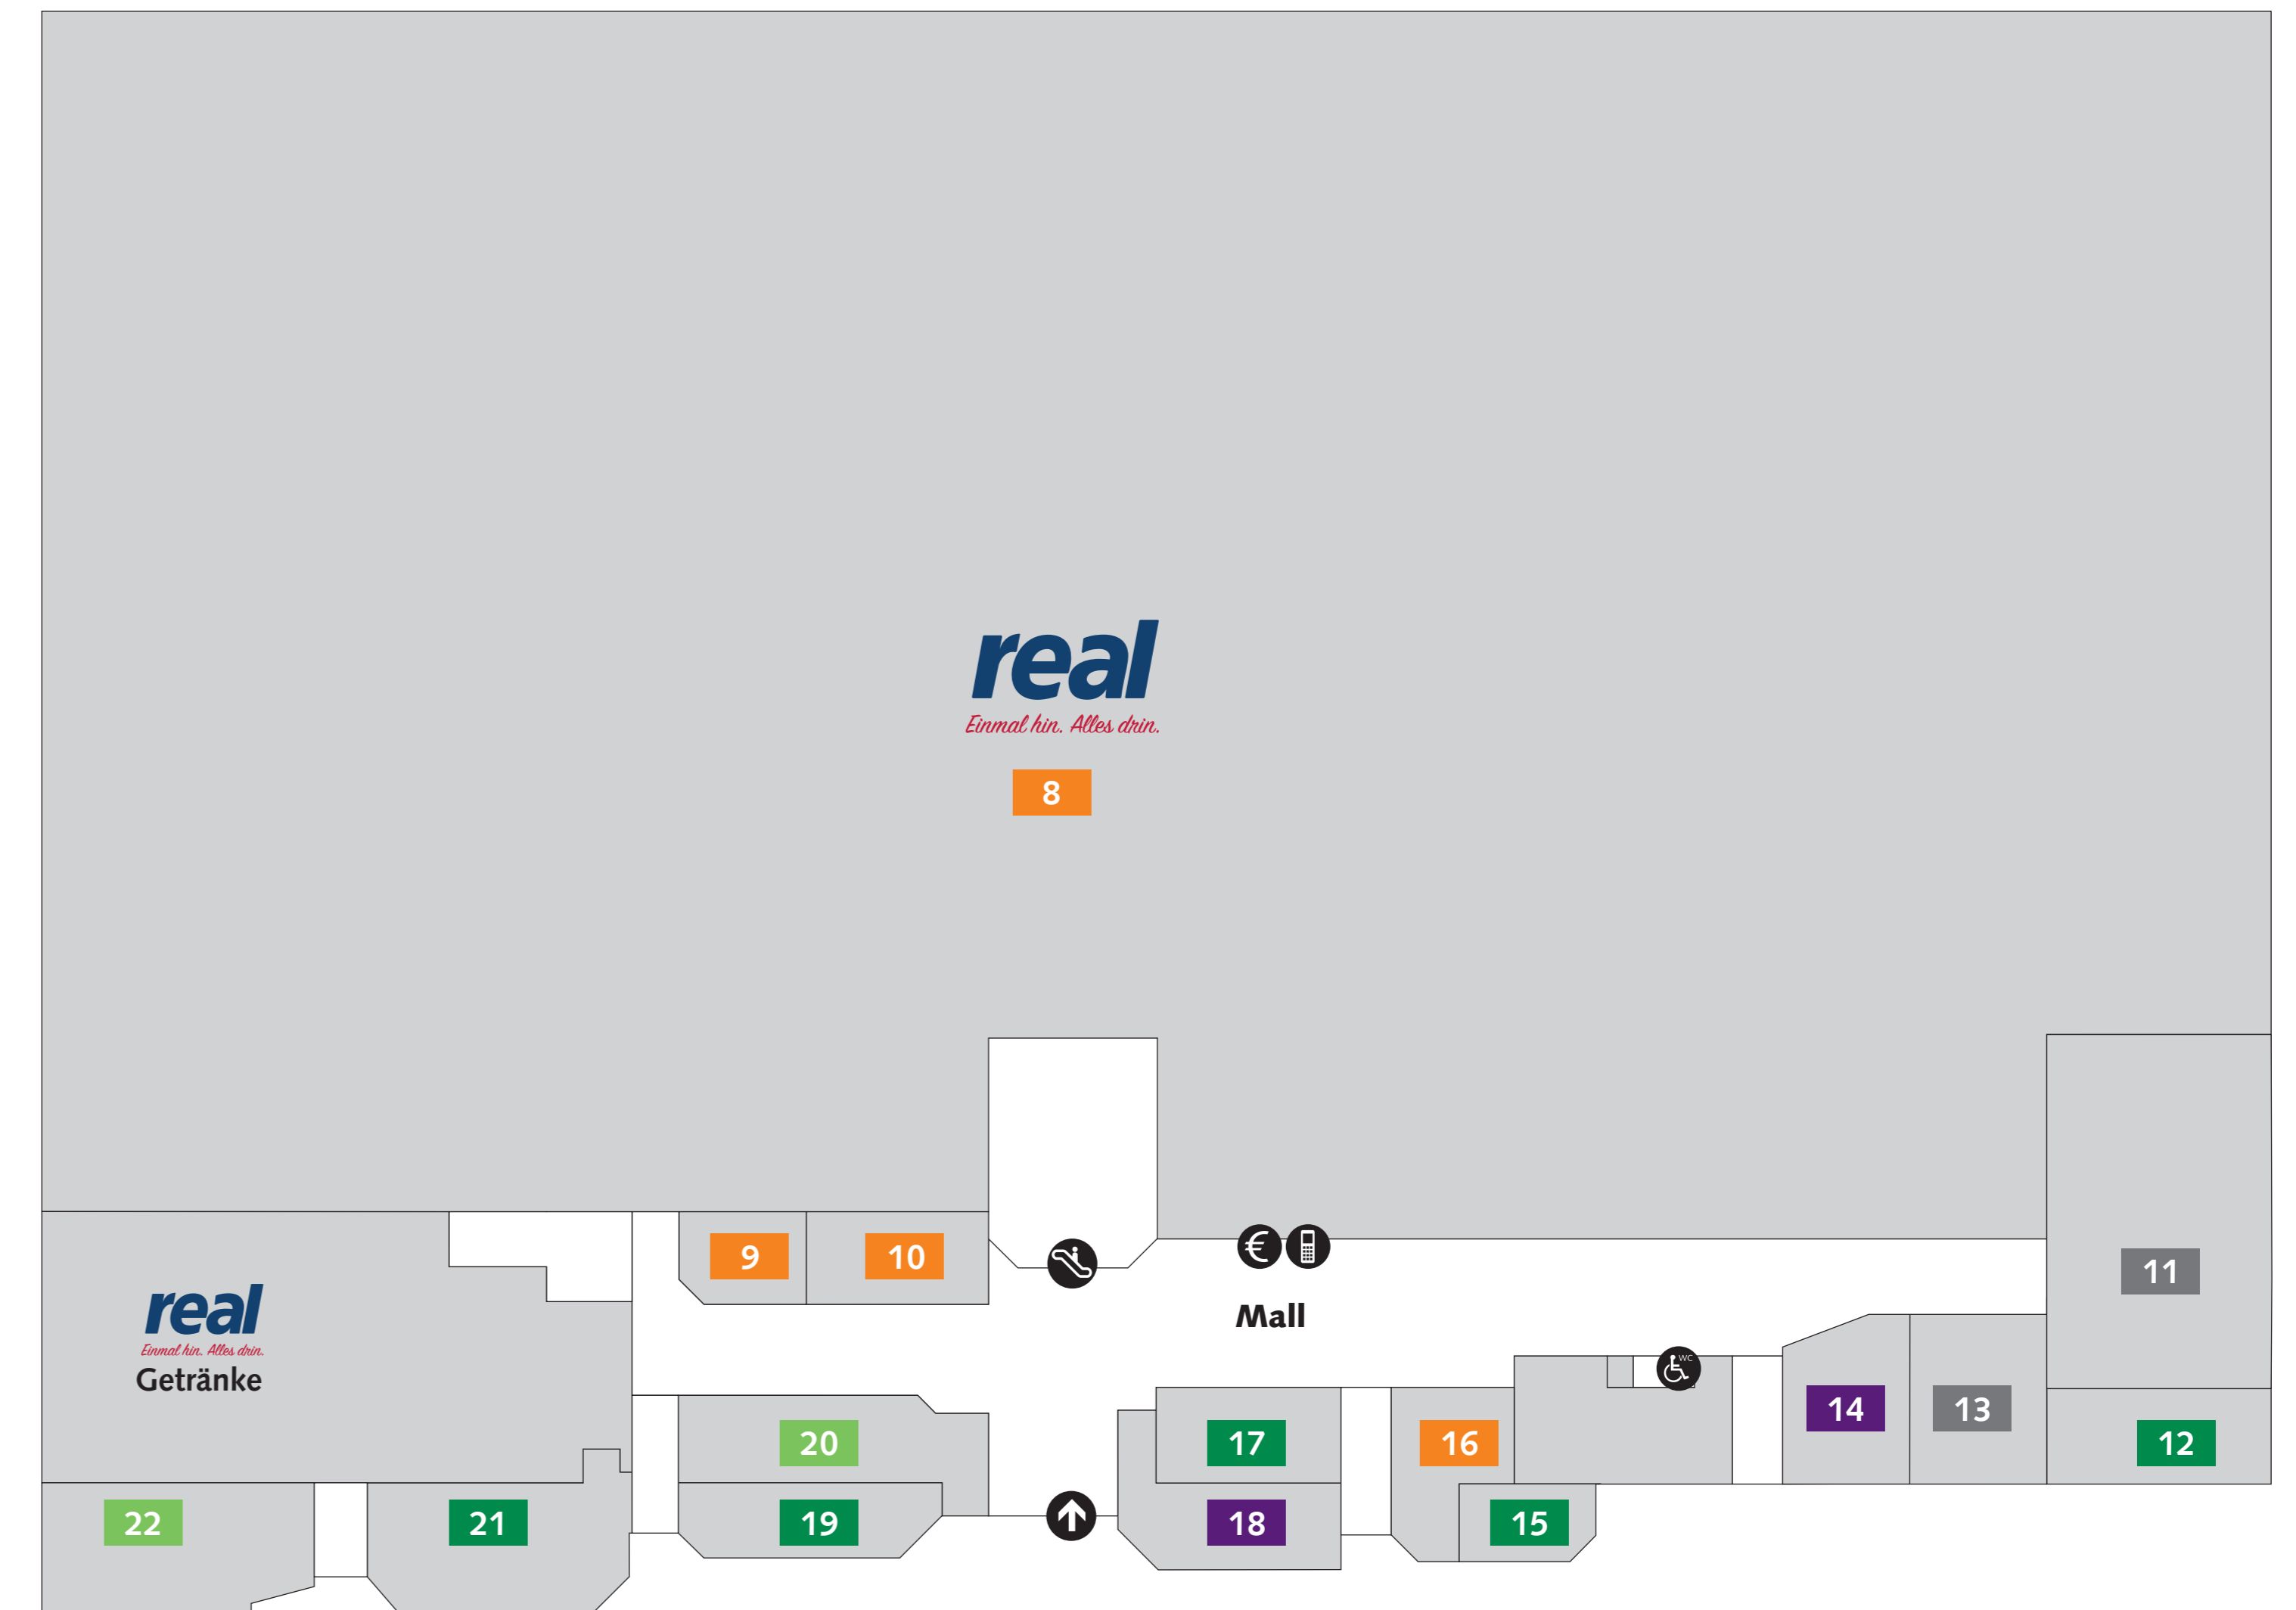 real
Einmal hin. Alles drin.
8
9
10
€
11
real
Einmal hin. Alles drin.
Getränke
Mall
WC
14
13
12
20
17
16
22
21
19
18
15